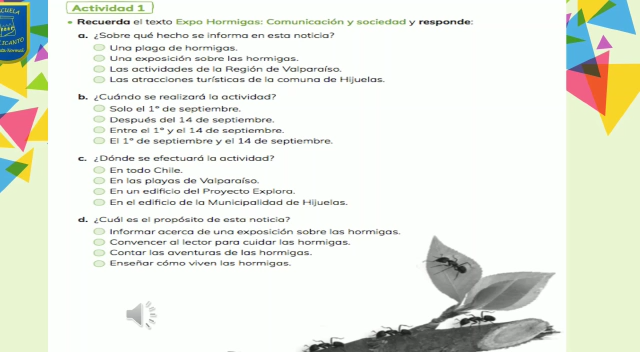 Actividad 1
• Recuerda el texto Expo Hormigas: Comunicación y sociedad y responde:
a. ¿Sobre qué hecho se informa en esta noticia?
Una plaga de hormigas.
Una exposición sobre las hormigas.
Las actividades de la Región de Valparaíso.
Las atracciones turísticas de la comuna de Hijuelas.
b. ¿Cuándo se realizará la actividad?
Solo el 1° de septiembre.
Después del 14 de septiembre.
Entre el 1° y el 14 de septiembre.
El 1° de septiembre y el 14 de septiembre.
c. ¿Dónde se efectuará la actividad?
En todo Chile.
En las playas de Valparaíso.
En un edificio del Proyecto Explora.
En el edificio de la Municipalidad de Hijuelas.
d. ¿Cuál es el propósito de esta noticia?
Informar acerca de una exposición sobre las hormigas.
Convencer al lector para cuidar las hormigas.
Contar las aventuras de las hormigas.
Enseñar cómo viven las hormigas.